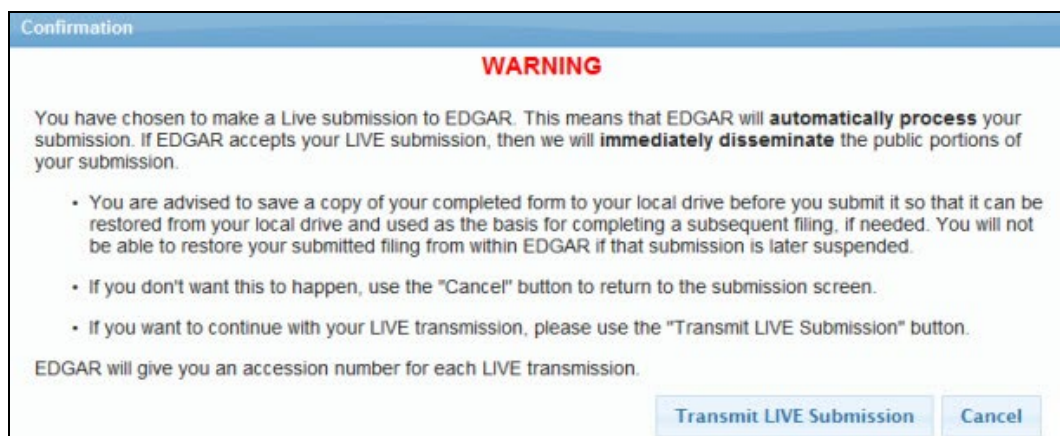 Confirmation
WARNING
You have chosen to make a Live submission to EDGAR. This means that EDGAR will automatically process your
submission. If EDGAR accepts your LIVE submission, then we will immediately disseminate the public portions of
your submission.
• You are advised to save a copy of your completed form to your local drive before you submit it so that it can be
restored from your local drive and used as the basis for completing a subsequent filing, if needed. You will not
be able to restore your submitted filing from within EDGAR if that submission is later suspended.
• If you don't want this to happen, use the "Cancel" button to return to the submission screen.
• If you want to continue with your LIVE transmission, please use the "Transmit LIVE Submission" button.
EDGAR will give you an accession number for each LIVE transmission.
Transmit LIVE Submission Cancel